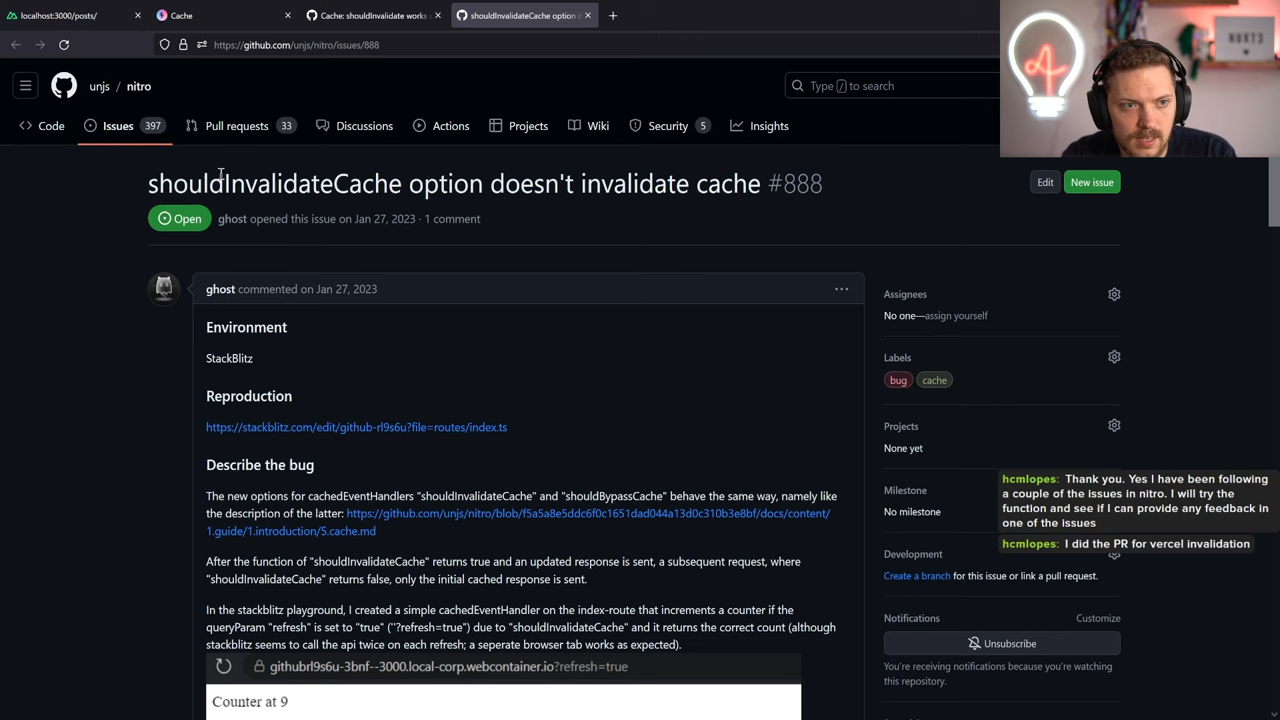 localhost:3000/posts/
Cache
Cache: shouldInvalidate works
shouldInvalidateCache option
https://github.com/unjs/nitro/issues/888
unjs / nitro
Type / to search
Code
Issues 397
Pull requests 33
Discussions
Actions
Projects
Wiki
Security 5
Insights
NUXT3
shouldInvalidateCache option doesn't invalidate cache #888
Edit
New issue
Open
ghost opened this issue on Jan 27, 2023 · 1 comment
ghost commented on Jan 27, 2023
Environment
StackBlitz
Reproduction
https://stackblitz.com/edit/github-rl9s6u?file=routes/index.ts
Describe the bug
The new options for cachedEventHandlers "shouldInvalidateCache" and "shouldBypassCache" behave the same way, namely like
the description of the latter: https://github.com/unjs/nitro/blob/f5a5a8e5ddc6f0c1651dad044a13d0c310b3e8bf/docs/content/
1.guide/1.introduction/5.cache.md
After the function of "shouldInvalidateCache" returns true and an updated response is sent, a subsequent request, where
"shouldInvalidateCache" returns false, only the initial cached response is sent.
In the stackblitz playground, I created a simple cachedEventHandler on the index-route that increments a counter if the
queryParam "refresh" is set to "true" ("?refresh=true") due to "shouldInvalidateCache" and it returns the correct count (although
stackblitz seems to call the api twice on each refresh; a seperate browser tab works as expected).
githubrl9s6u-3bnf--3000.local-corp.webcontainer.io?refresh=true
Counter at 9
Assignees
No one—assign yourself
Labels
bug
cache
Projects
None yet
Milestone
No milestone
Development
Create a branch for this issue or link a pull request.
Notifications
Customize
Unsubscribe
You're receiving notifications because you're watching
this repository.
hcmlopes: Thank you. Yes I have been following
a couple of the issues in nitro. I will try the
function and see if I can provide any feedback in
one of the issues
hcmlopes: I did the PR for vercel invalidation